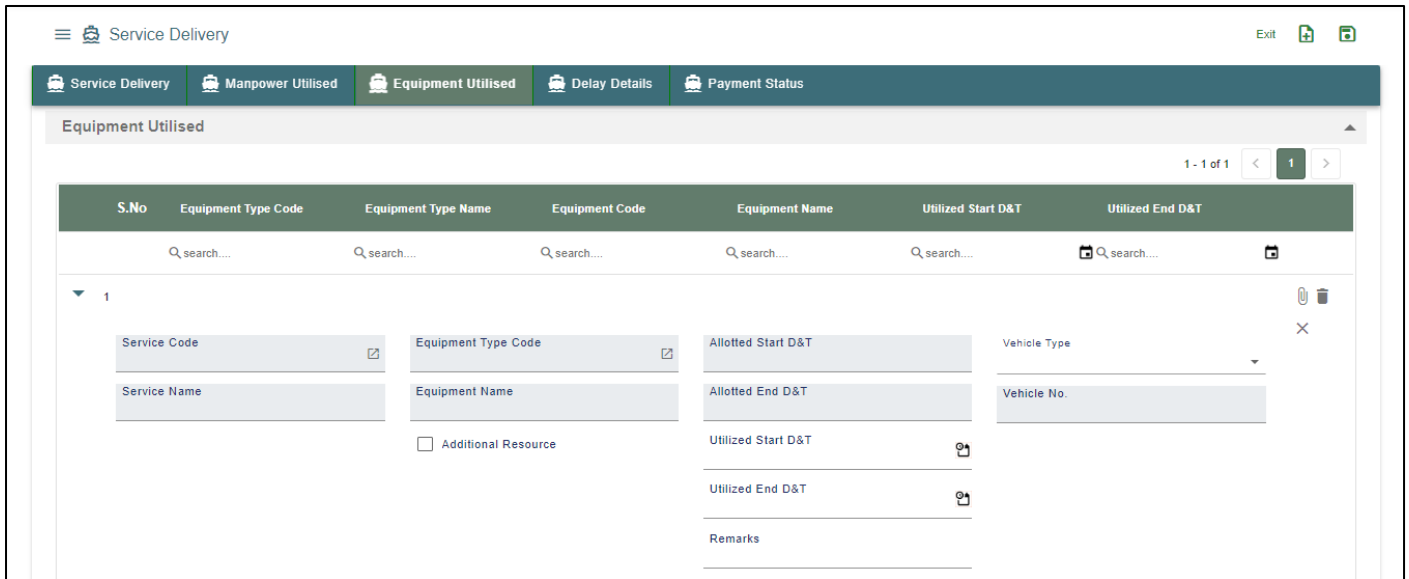 Service Delivery
Exit
Service Delivery Manpower Utilised Equipment Utilised Delay Details Payment Status
Equipment Utilised
1 - 1 of 1 < 1 >
S.No Equipment Type Code Equipment Type Name Equipment Code Equipment Name Utilized Start D&T Utilized End D&T
search.... search.... search.... search.... search.... search....
1
Service Code Equipment Type Code Allotted Start D&T Vehicle Type
Service Name Equipment Name Allotted End D&T Vehicle No.
Additional Resource Utilized Start D&T
Utilized End D&T
Remarks